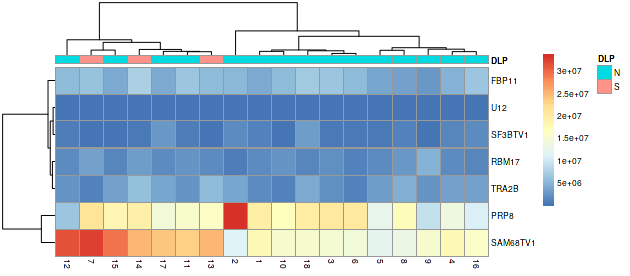 DLP
DLP
FBP11
N
S
U12
SF3BTV1
RBM17
TRA2B
PRP8
SAM68TV1
3e+07
2.5e+07
2e+07
1.5e+07
1e+07
5e+06
12 7 15 14 17 11 13 2 1 10 18 3 6 5 8 9 4 16